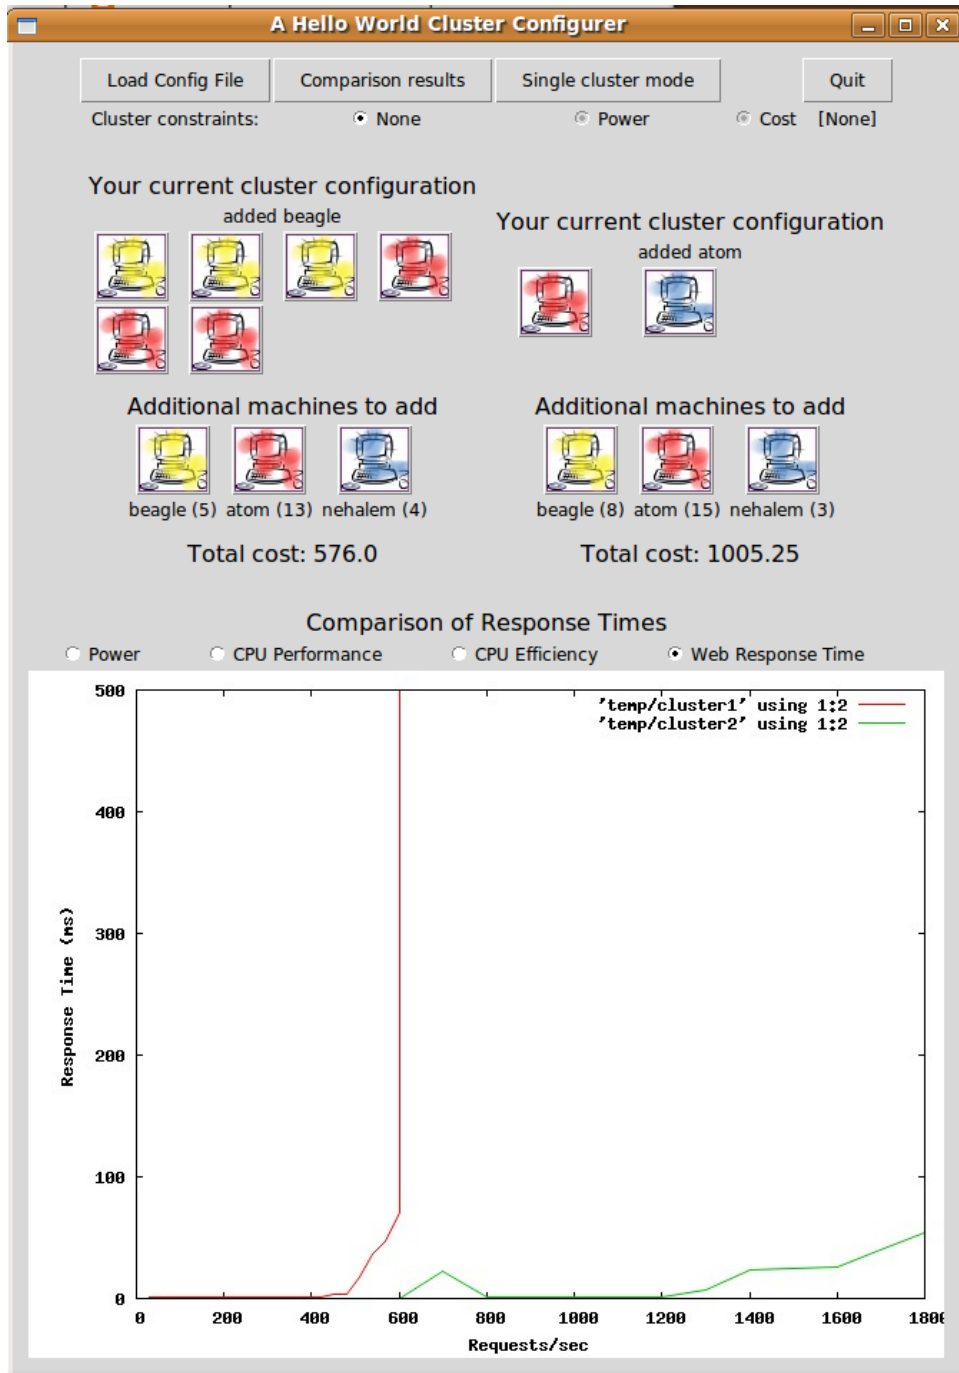 A Hello World Cluster Configurer
Load Config File Comparison results Single cluster mode Quit
Cluster constraints: None Power Cost [None]
Your current cluster configuration
added beagle
Your current cluster configuration
added atom
Additional machines to add
beagle (5) atom (13) nehalem (4)
Total cost: 576.0
Additional machines to add
beagle (8) atom (15) nehalem (3)
Total cost: 1005.25
Comparison of Response Times
Power CPU Performance CPU Efficiency Web Response Time
'temp/cluster1' using 1:2
'temp/cluster2' using 1:2
500
400
300
200
100
0
Response Time (ms)
0 200 400 600 800 1000 1200 1400 1600 1800
Requests/sec